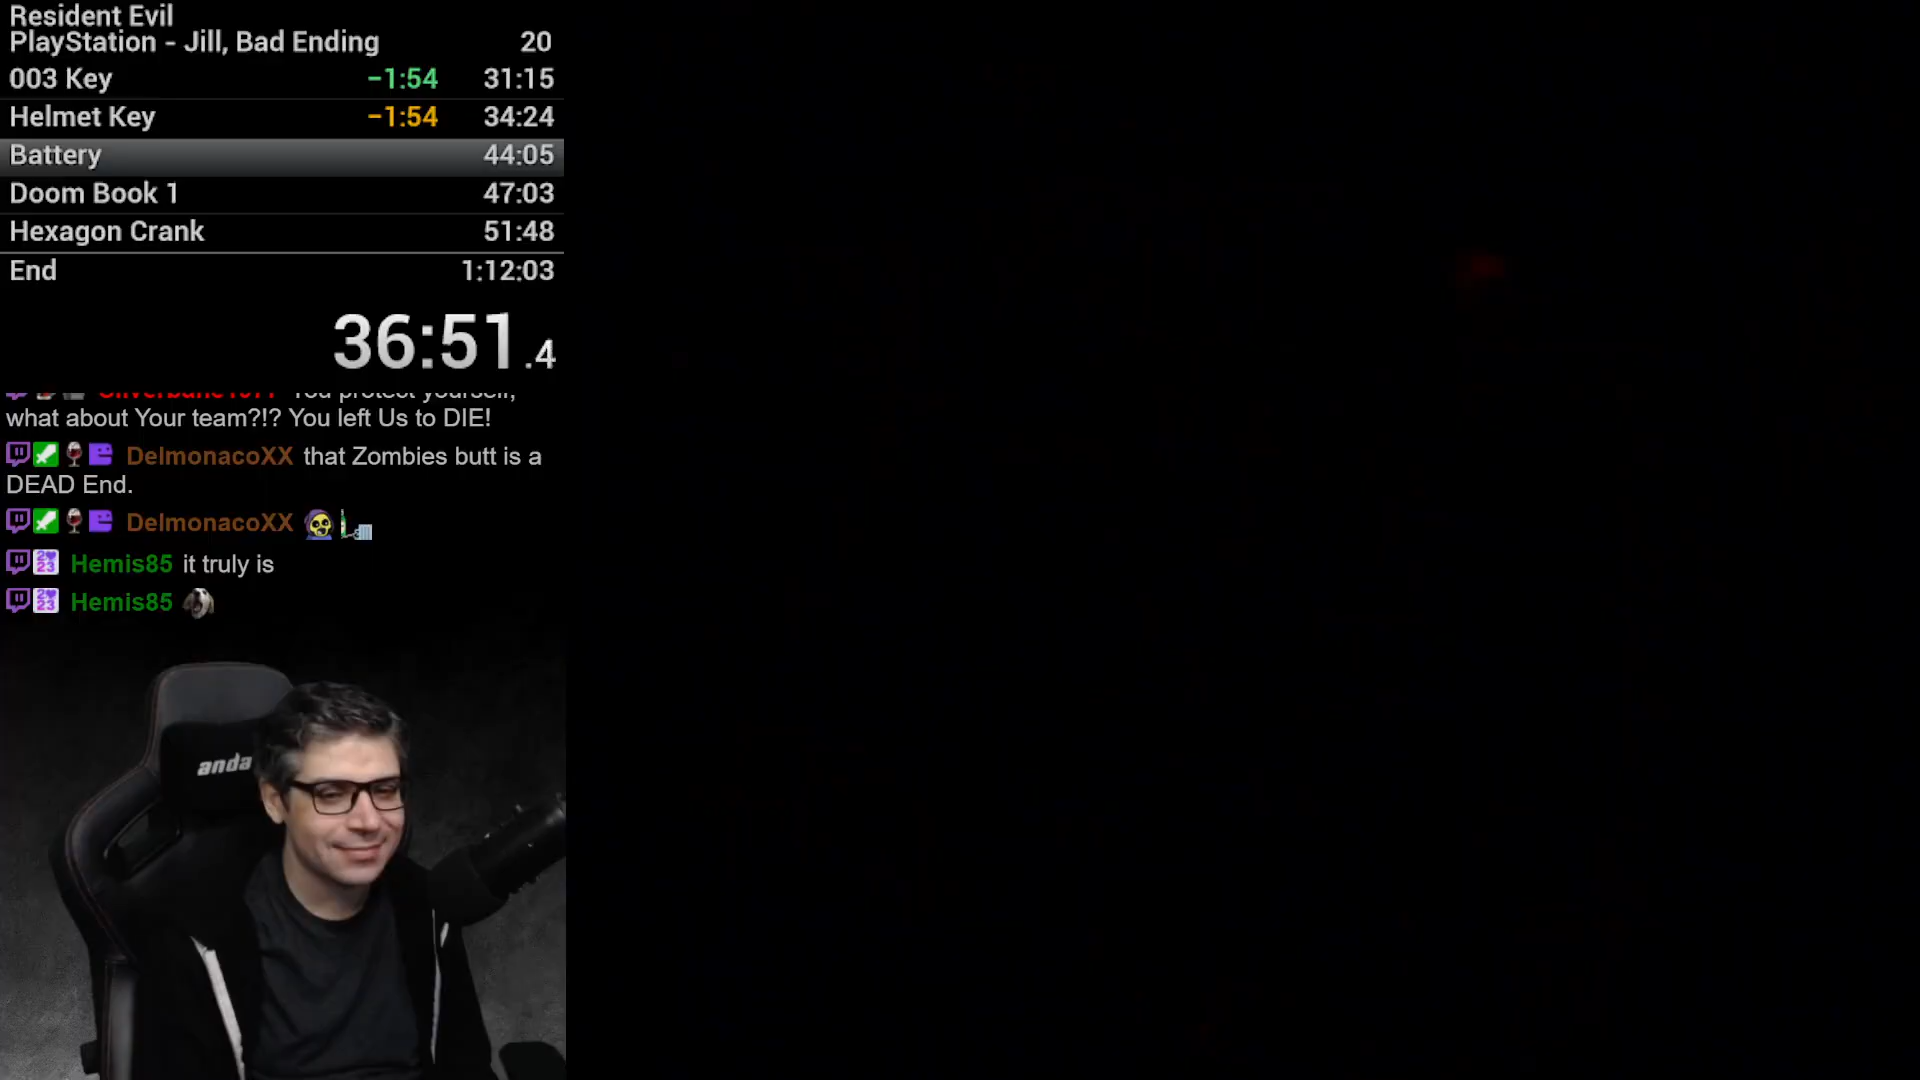 Resident Evil
PlayStation - Jill, Bad Ending 20
003 Key −1:54 31:15
Helmet Key −1:54 34:24
Battery 44:05
Doom Book 1 47:03
Hexagon Crank 51:48
End 1:12:03
36:51.4
You protect yourself,
what about Your team?!? You left Us to DIE!
DelmonacoXX that Zombies butt is a
DEAD End.
DelmonacoXX
Hemis85 it truly is
Hemis85
anda